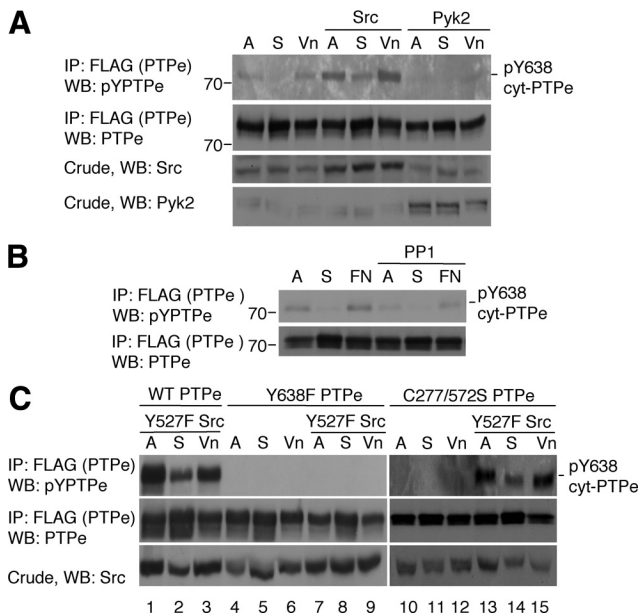 A
Src Pyk2
A S Vn A S Vn A S Vn
IP: FLAG (PTPe)
WB: pYPTPe
70
pY638
cyt-PTPe
IP: FLAG (PTPe)
WB: PTPe
70
Crude, WB: Src
Crude, WB: Pyk2
B
PP1
A S FN A S FN
IP: FLAG (PTPe )
WB: pYPTPe
70
pY638
cyt-PTPe
IP: FLAG (PTPe )
WB: PTPe
70
C
WT PTPe Y638F PTPe C277/572S PTPe
Y527F Src Y527F Src Y527F Src
A S Vn A S Vn A S Vn A S Vn A S Vn
IP: FLAG (PTPe)
WB: pYPTPe
pY638
cyt-PTPe
IP: FLAG (PTPe)
WB: PTPe
Crude, WB: Src
1 2 3 4 5 6 7 8 9 10 11 12 13 14 15